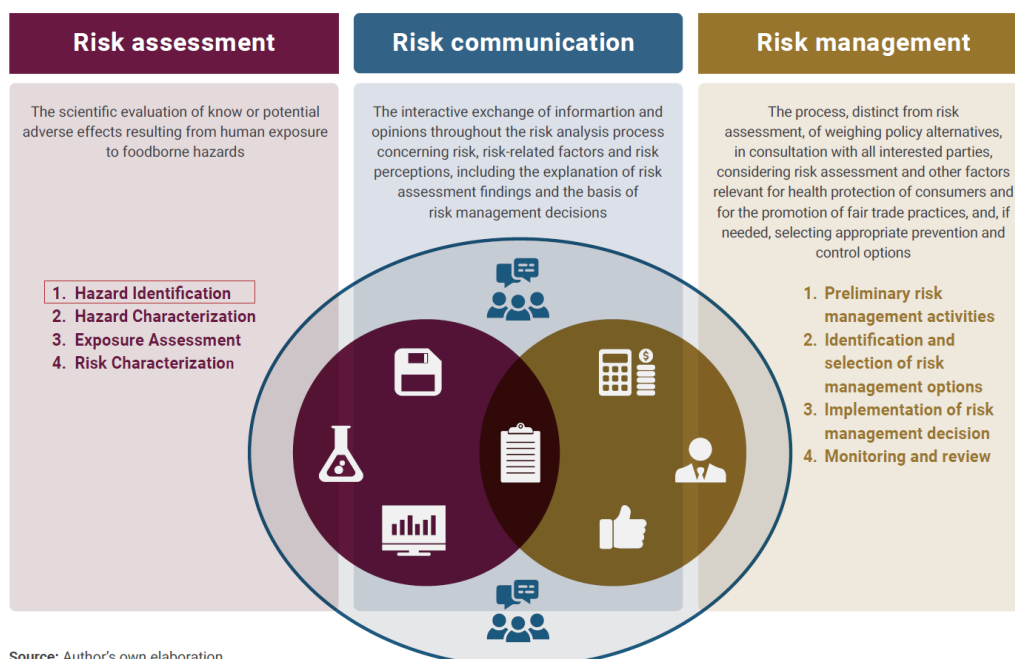 Risk assessment
The scientific evaluation of know or potential
adverse effects resulting from human exposure
to foodborne hazards
1. Hazard Identification
2. Hazard Characterization
3. Exposure Assessment
4. Risk Characterization
Risk communication
The interactive exchange of informartion and
opinions throughout the risk analysis process
concerning risk, risk-related factors and risk
perceptions, including the explanation of risk
assessment findings and the basis of
risk management decisions
Risk management
The process, distinct from risk
assessment, of weighing policy alternatives,
in consultation with all interested parties,
considering risk assessment and other factors
relevant for health protection of consumers and
for the promotion of fair trade practices, and, if
needed, selecting appropriate prevention and
control options
1. Preliminary risk
management activities
2. Identification and
selection of risk
management options
3. Implementation of risk
management decision
4. Monitoring and review
$
Source: Author's own elaboration